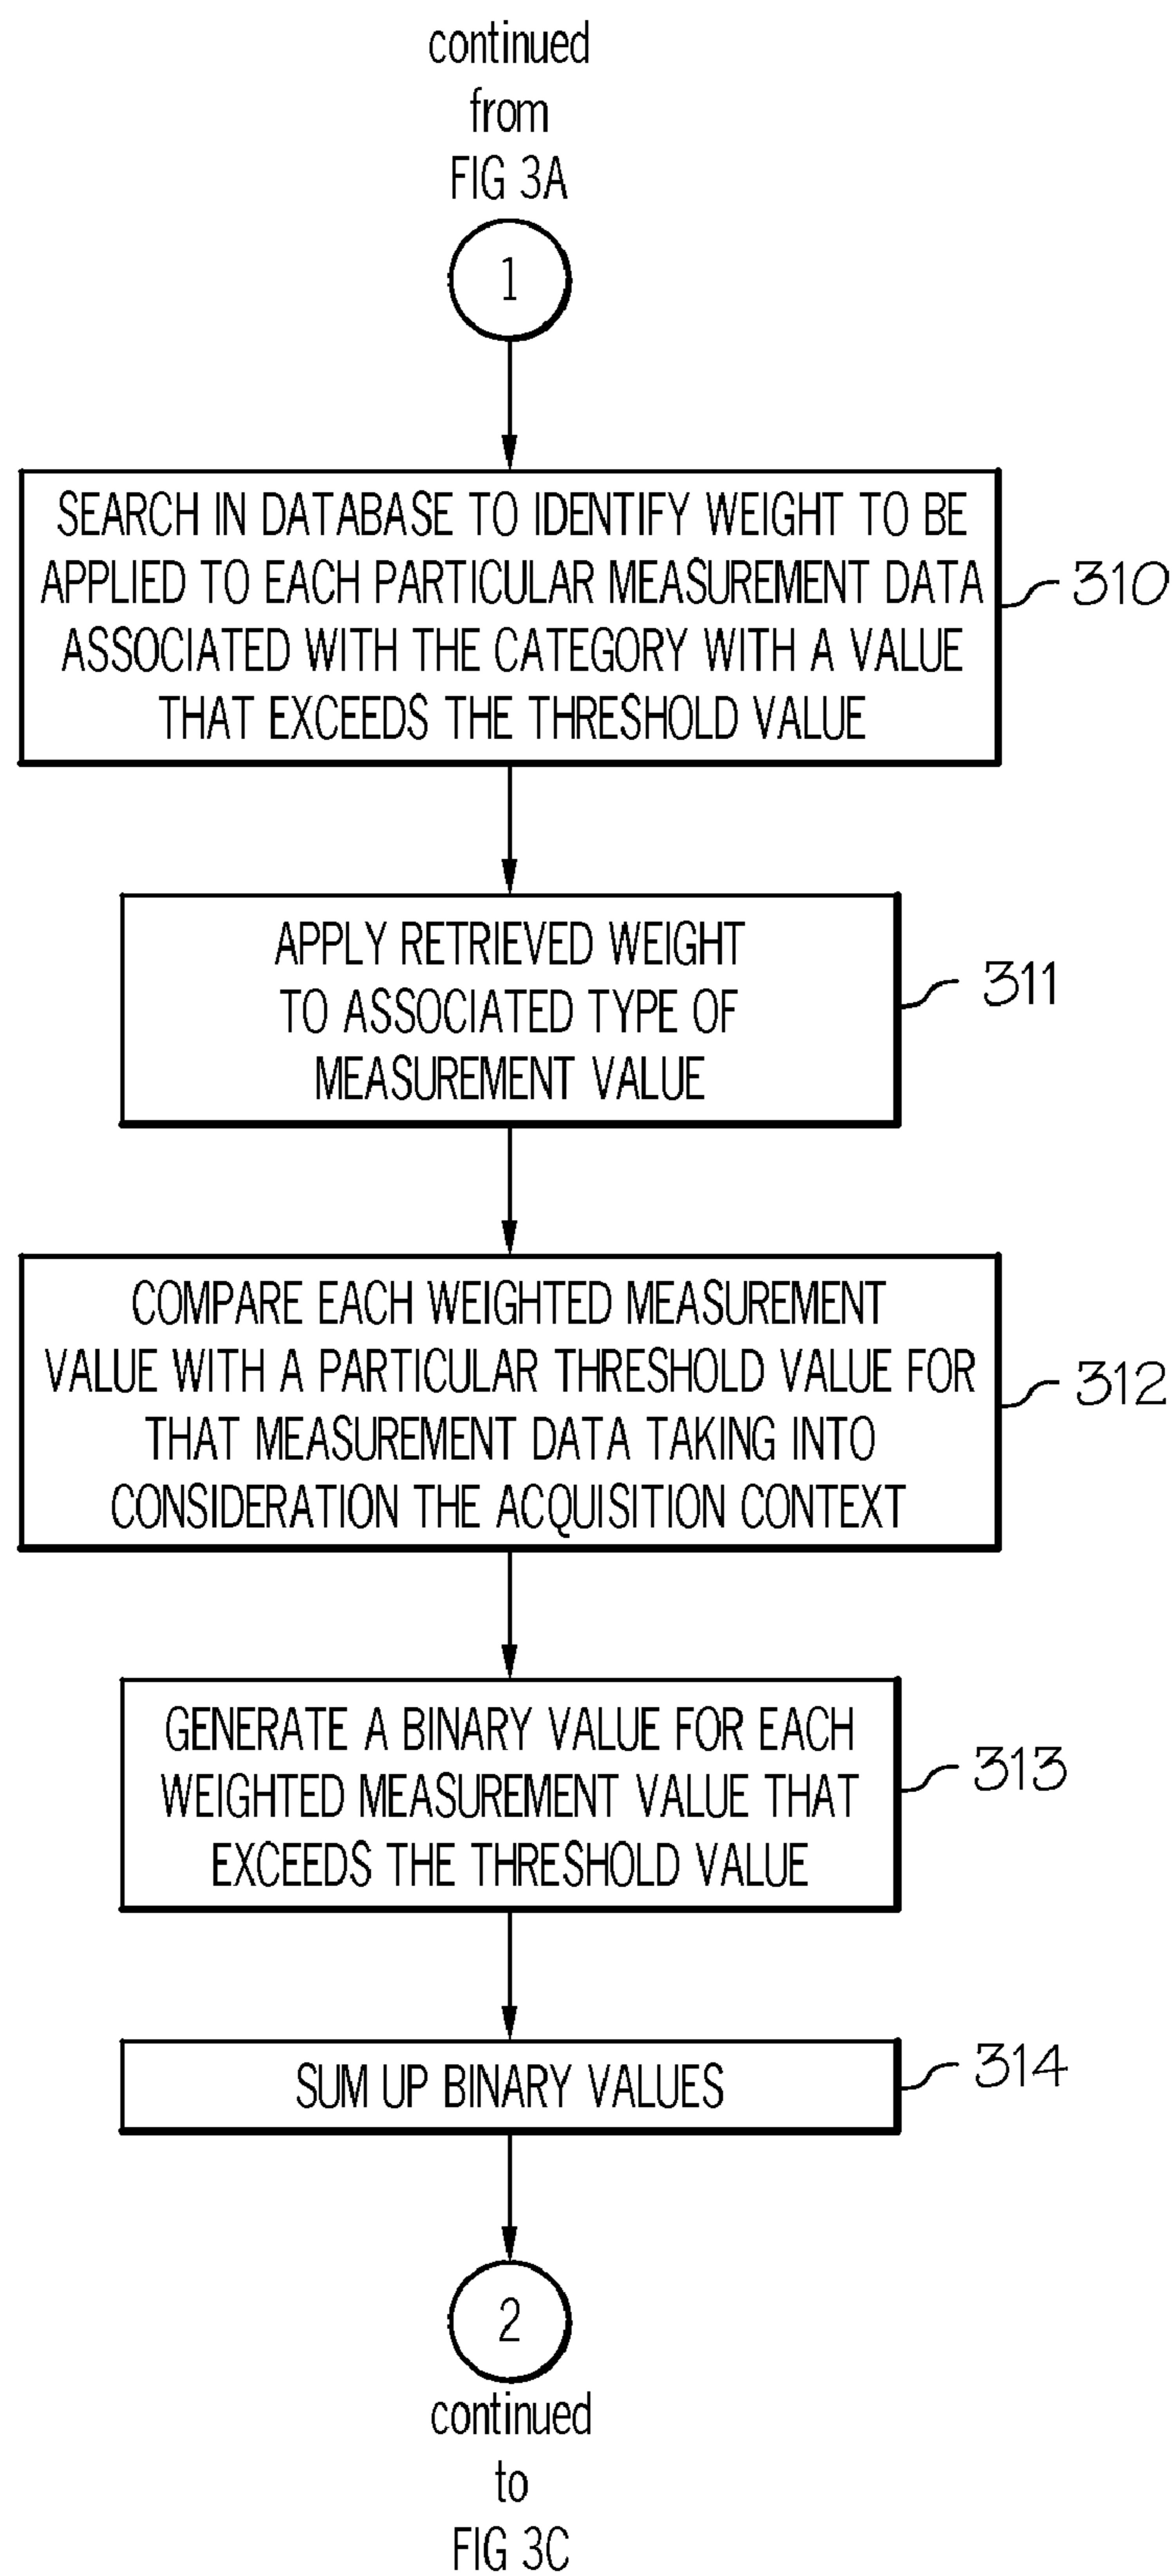 continued
from
FIG 3A
1
SEARCH IN DATABASE TO IDENTIFY WEIGHT TO BE
APPLIED TO EACH PARTICULAR MEASUREMENT DATA
ASSOCIATED WITH THE CATEGORY WITH A VALUE
THAT EXCEEDS THE THRESHOLD VALUE
310
APPLY RETRIEVED WEIGHT
TO ASSOCIATED TYPE OF
MEASUREMENT VALUE
311
COMPARE EACH WEIGHTED MEASUREMENT
VALUE WITH A PARTICULAR THRESHOLD VALUE FOR
THAT MEASUREMENT DATA TAKING INTO
CONSIDERATION THE ACQUISITION CONTEXT
312
GENERATE A BINARY VALUE FOR EACH
WEIGHTED MEASUREMENT VALUE THAT
EXCEEDS THE THRESHOLD VALUE
313
SUM UP BINARY VALUES
314
2
continued
to
FIG 3C